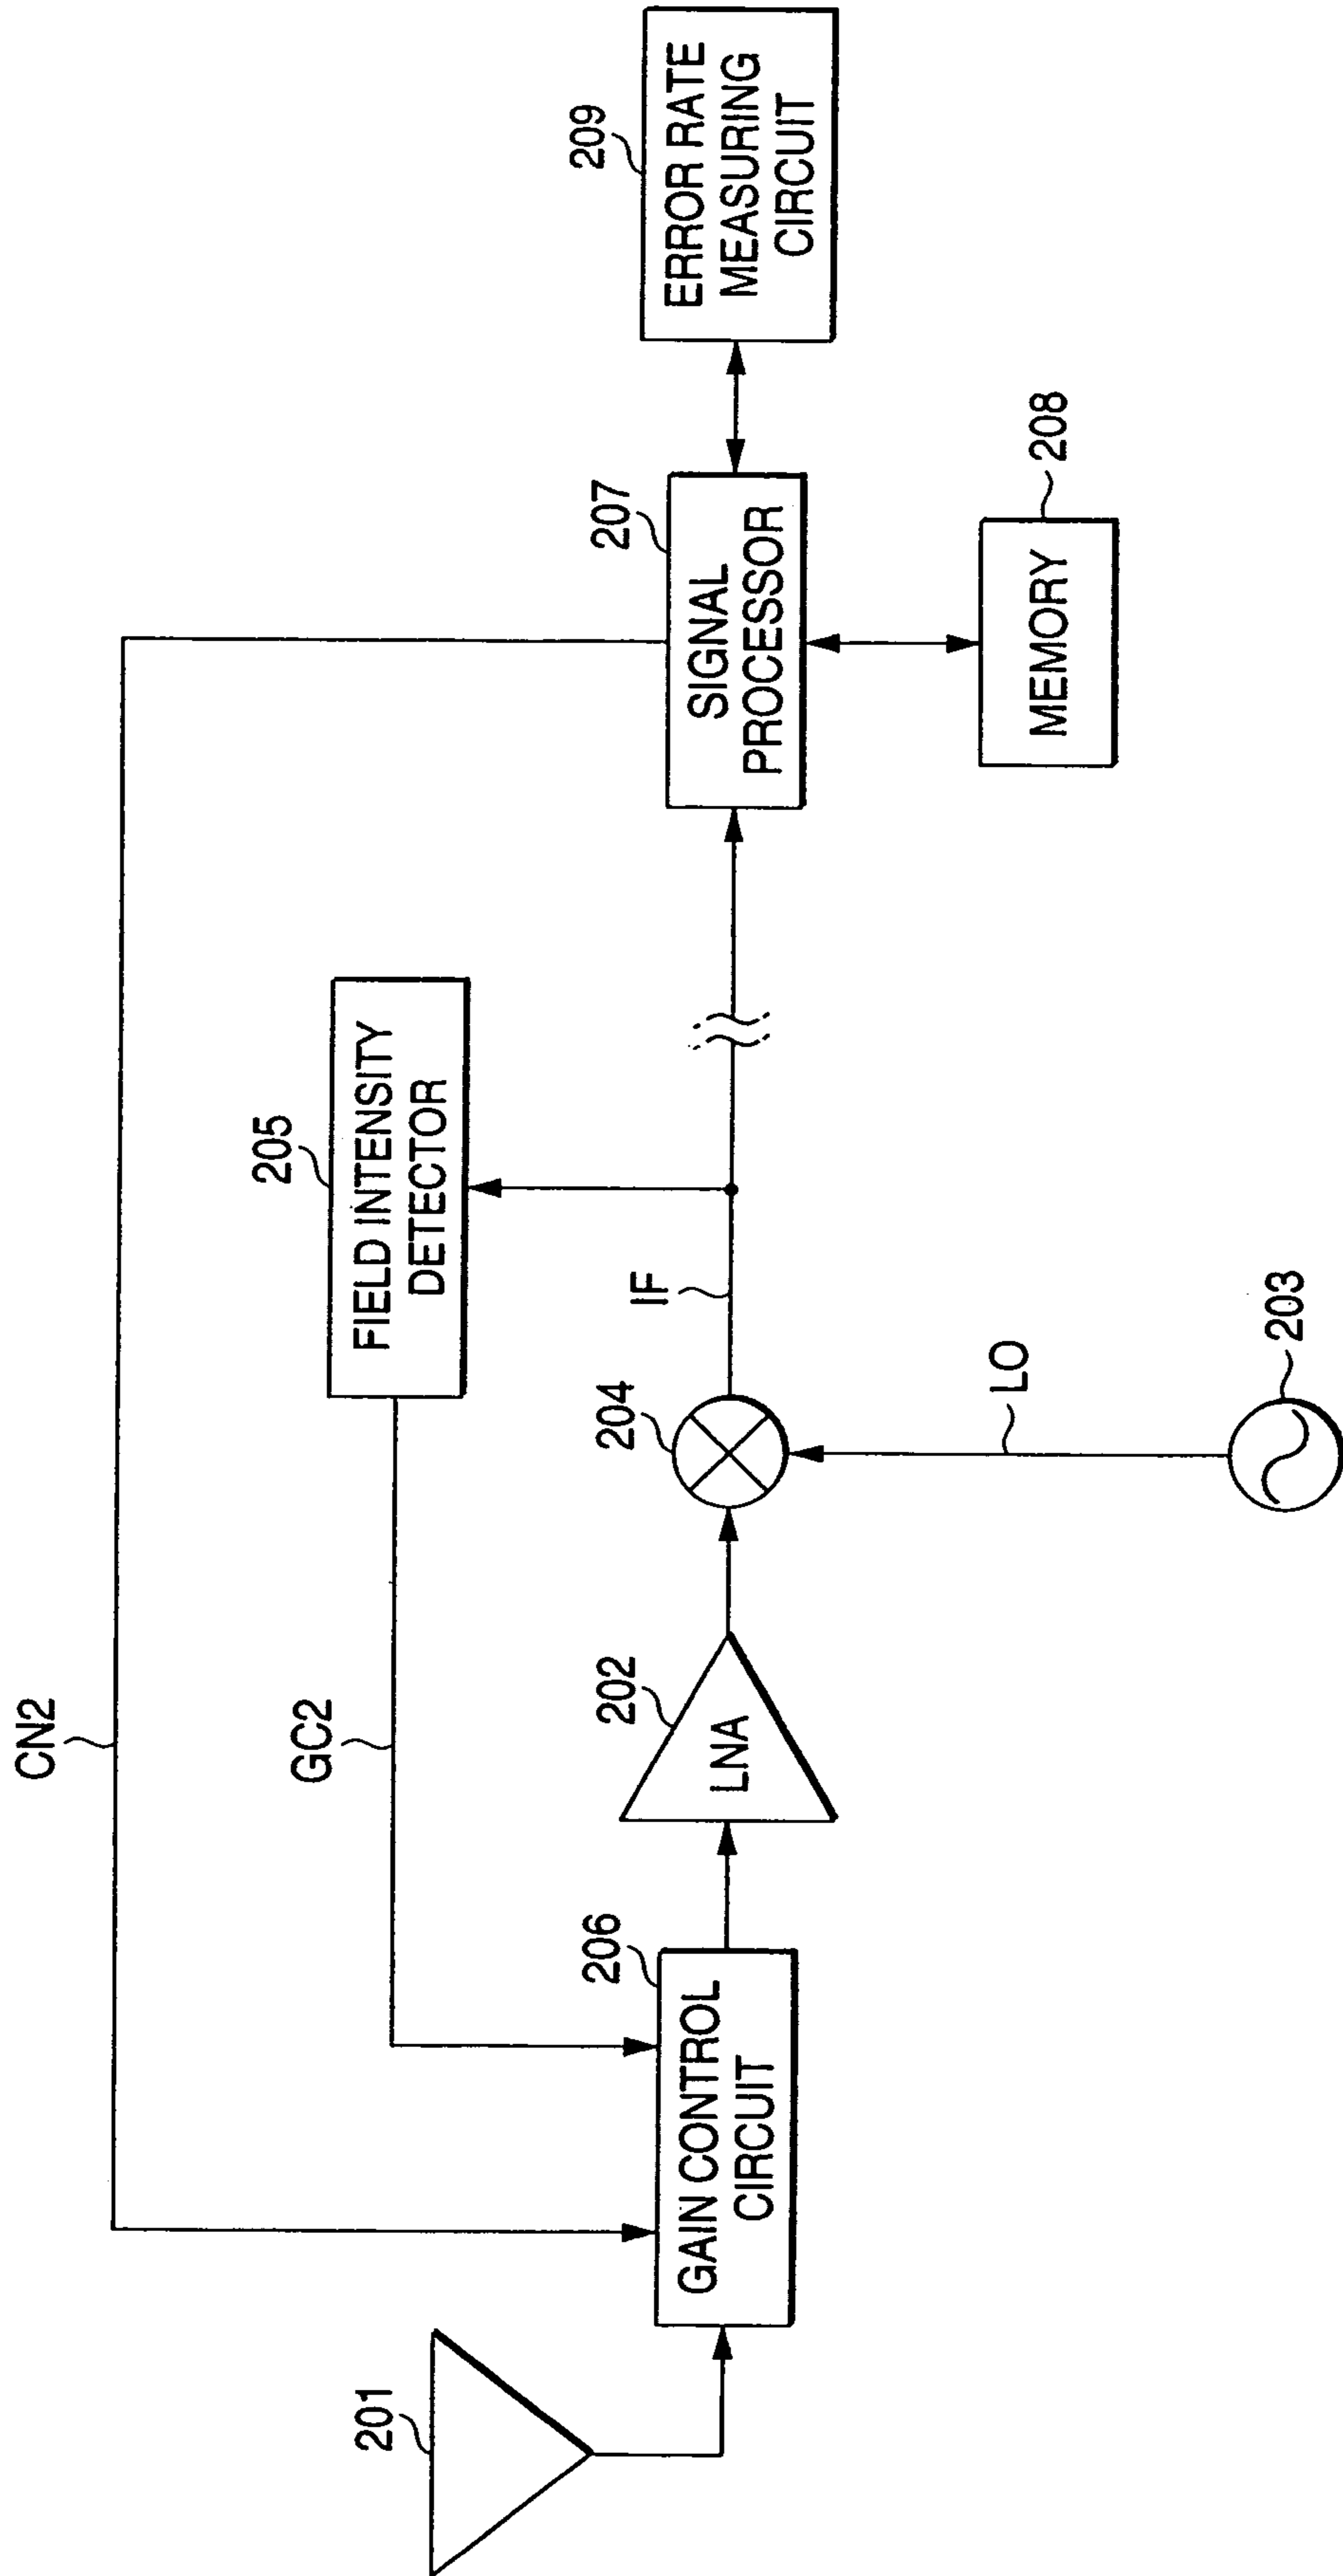 CN2
GC2
205
FIELD INTENSITY
DETECTOR
201
206
GAIN CONTROL
CIRCUIT
202
LNA
204
IF
207
SIGNAL
PROCESSOR
209
ERROR RATE
MEASURING
CIRCUIT
LO
203
MEMORY
208